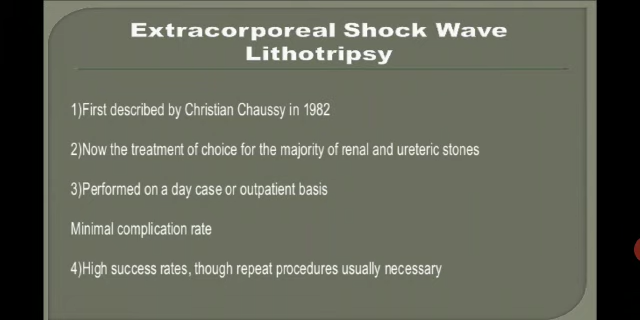 Extracorporeal Shock Wave
Lithotripsy
1)First described by Christian Chaussy in 1982
2)Now the treatment of choice for the majority of renal and ureteric stones
3)Performed on a day case or outpatient basis
Minimal complication rate
4)High success rates, though repeat procedures usually necessary